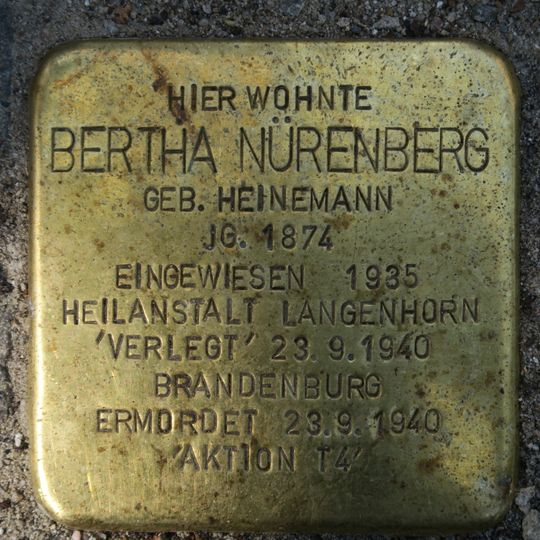 HIER WOHNTE
BERTHA NÜRENBERG
GEB. HEINEMANN
JG. 1874
EINGEWIESEN 1935
HEILANSTALT LANGENHORN
'VERLEGT' 23.9.1940
BRANDENBURG
ERMORDET 23.9.1940
'AKTION T4'